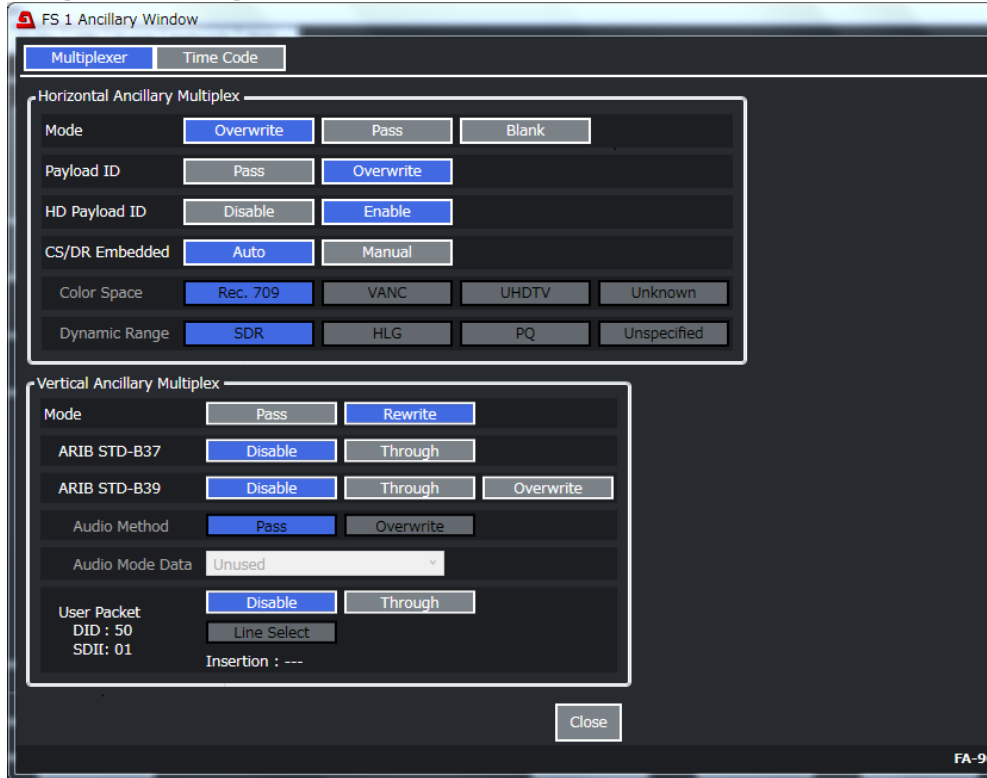 FS 1 Ancillary Window
Multiplexer Time Code
Horizontal Ancillary Multiplex
Mode Overwrite Pass Blank
Payload ID Pass Overwrite
HD Payload ID Disable Enable
CS/DR Embedded Auto Manual
Color Space Rec. 709 VANC UHDTV Unknown
Dynamic Range SDR HLG PQ Unspecified
Vertical Ancillary Multiplex
Mode Pass Rewrite
ARIB STD-B37 Disable Through
ARIB STD-B39 Disable Through Overwrite
Audio Method Pass Overwrite
Audio Mode Data Unused
User Packet Disable Through
DID : 50 Line Select
SDII: 01
Insertion : ---
Close